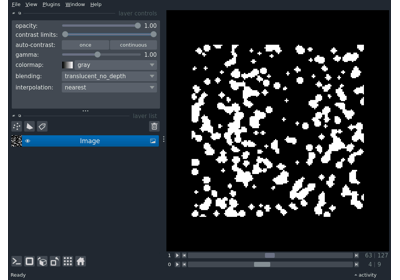 File View Plugins Window Help
layer controls
opacity: 1.00
contrast limits:
auto-contrast: once continuous
gamma: 1.00
colormap: gray
blending: translucent_no_depth
interpolation: nearest
layer list
Image
1 63 127
0 4 9
Ready activity